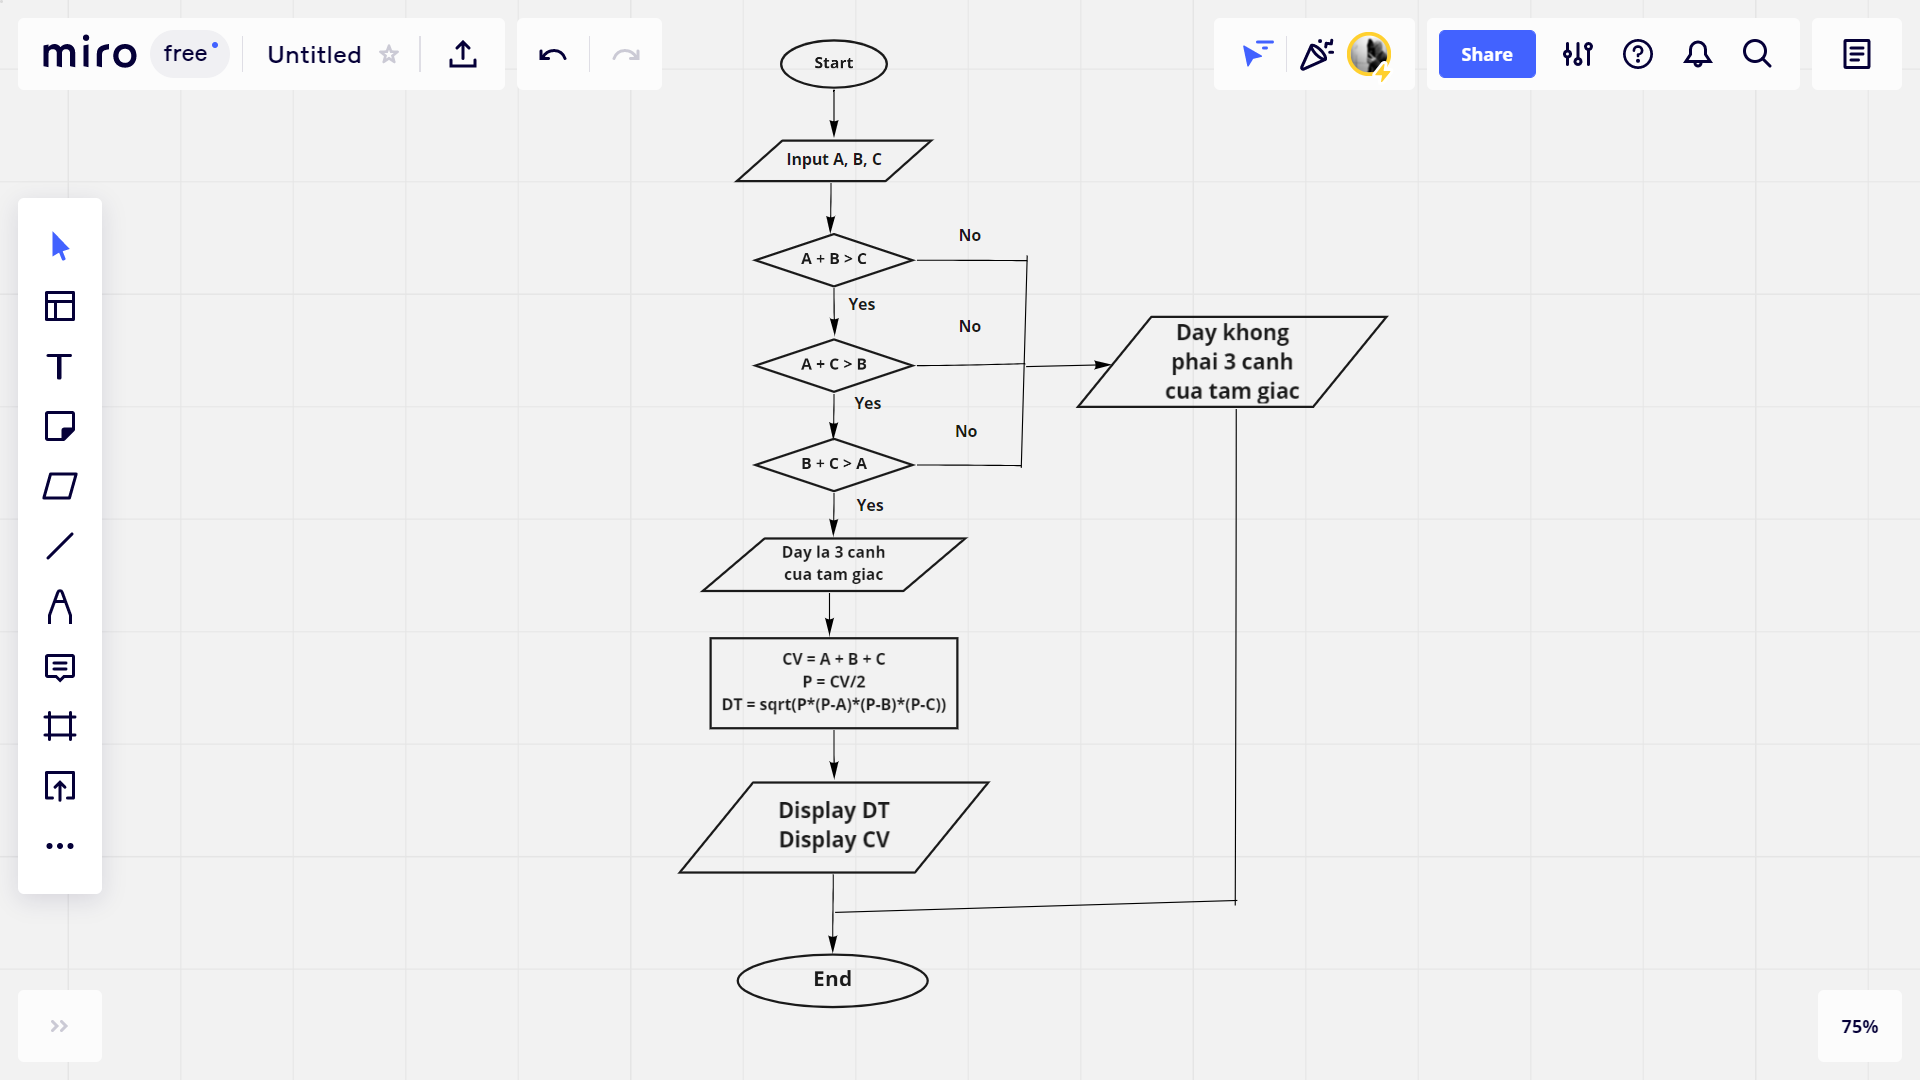 miro
free
Untitled
Share
Start
Input A, B, C
A + B > C
No
Yes
A + C > B
No
Day khong
phai 3 canh
cua tam giac
Yes
B + C > A
No
Yes
Day la 3 canh
cua tam giac
CV = A + B + C
P = CV/2
DT = sqrt(P*(P-A)*(P-B)*(P-C))
Display DT
Display CV
End
75%